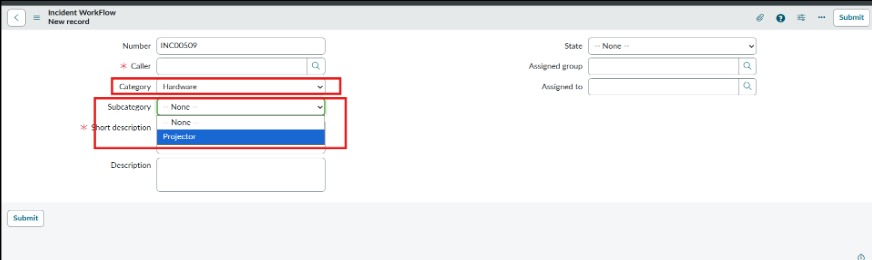 Incident WorkFlow
New record
Submit
Number
INC00509
Caller
Category
Hardware
Subcategory
-- None --
-- None --
Projector
Short description
Description
State
-- None --
Assigned group
Assigned to
Submit